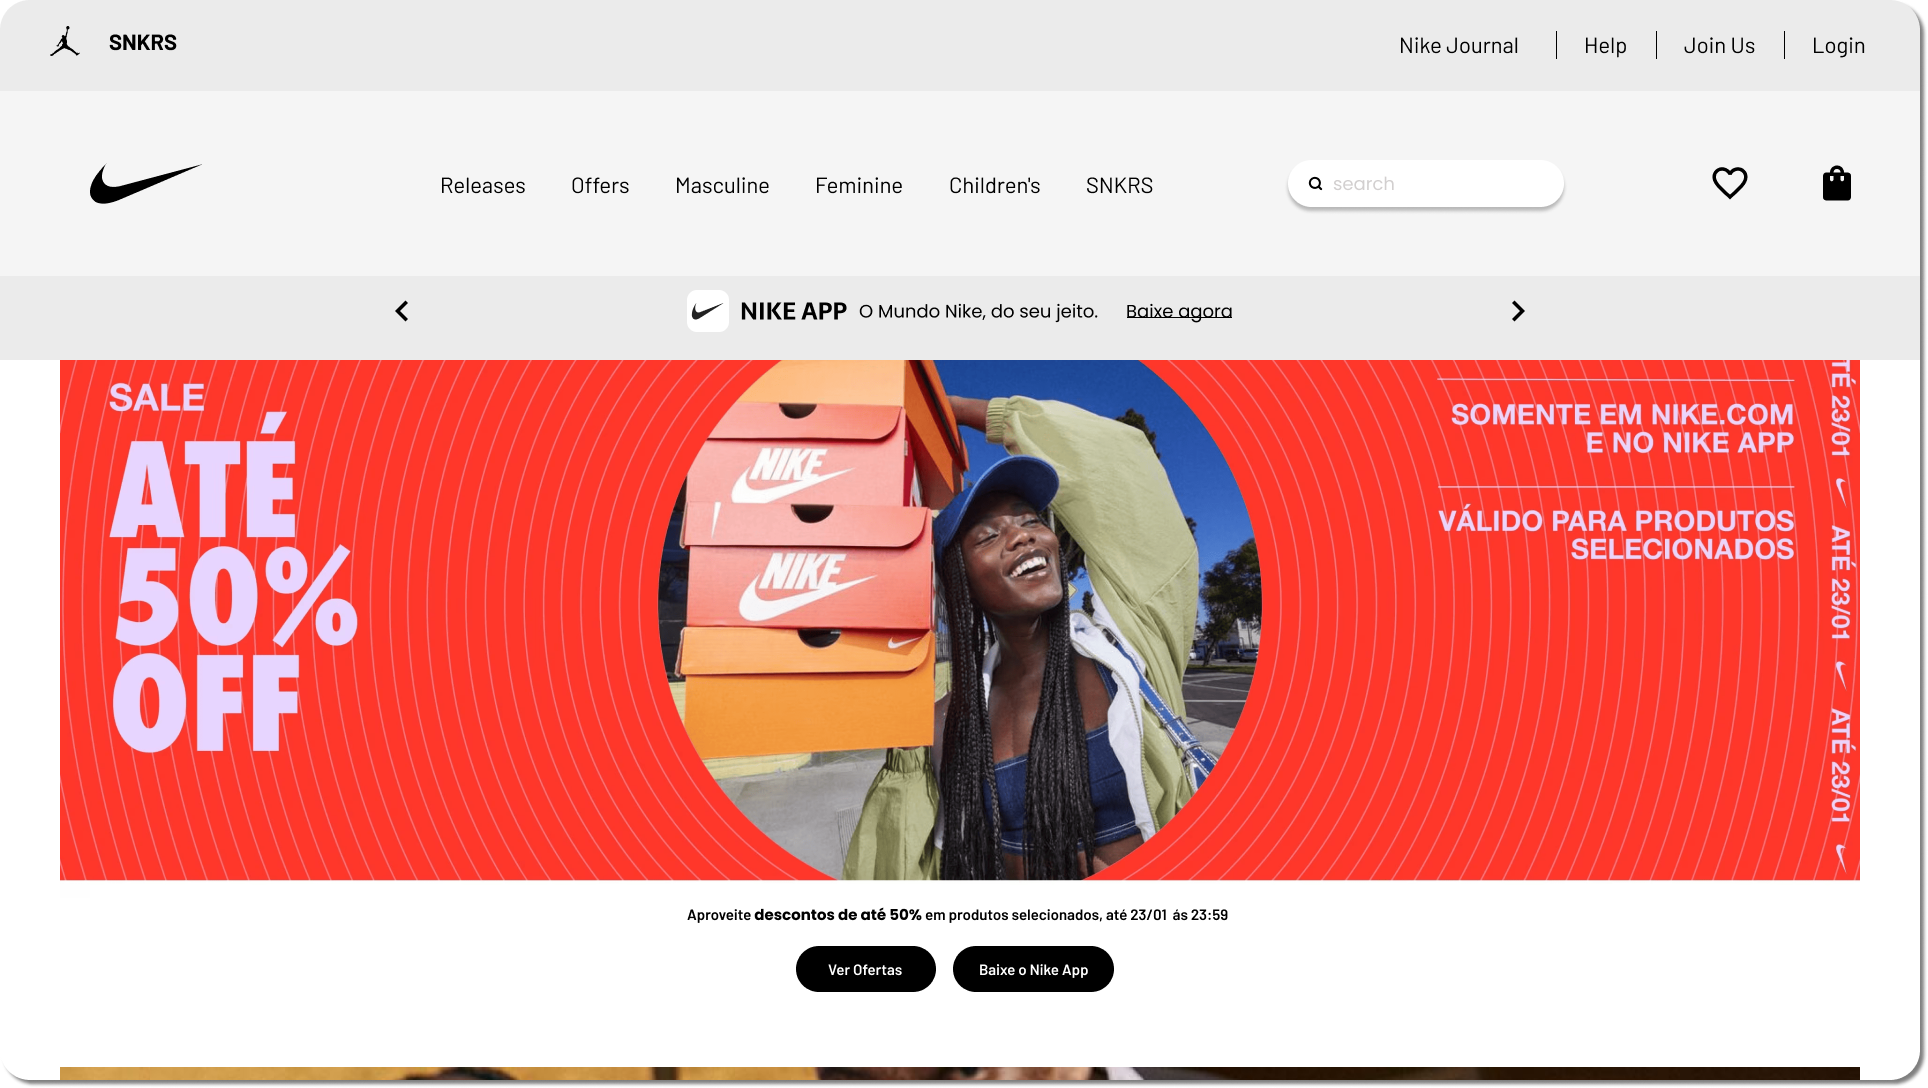 SNKRS
Nike Journal
Help
Join Us
Login
Releases
Offers
Masculine
Feminine
Children's
SNKRS
search
NIKE APP O Mundo Nike, do seu jeito. Baixe agora
SALE
ATÉ
50%
OFF
NIKE
NIKE
SOMENTE EM NIKE.COM
E NO NIKE APP
VÁLIDO PARA PRODUTOS
SELECIONADOS
TÉ 23/01
ATÉ 23/01
ATÉ 23/01
Aproveite descontos de até 50% em produtos selecionados, até 23/01 ás 23:59
Ver Ofertas
Baixe o Nike App